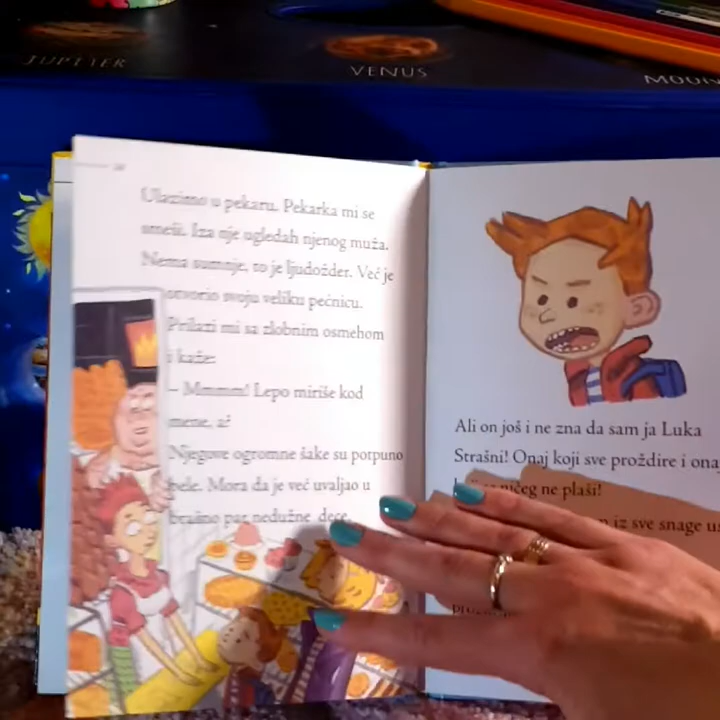 JUPITER
VENUS
Ulazimo u pekaru. Pekarka mi se
smeši. Iza nje ugledah njenog muža.
Nema sumnje, to je ljudožder. Već je
otvorio svoju veliku pećnicu.
Prilazi mi sa zlobnim osmehom
i kaže:
– Mmmm! Lepo miriše kod
mene, a?
Njegove ogromne šake su potpuno
bele. Mora da je već uvaljao u
brašno par nedužne dece.
Ali on još i ne zna da sam ja Luka
Strašni! Onaj koji sve proždire i onaj
ničeg ne plaši!
iz sve snage